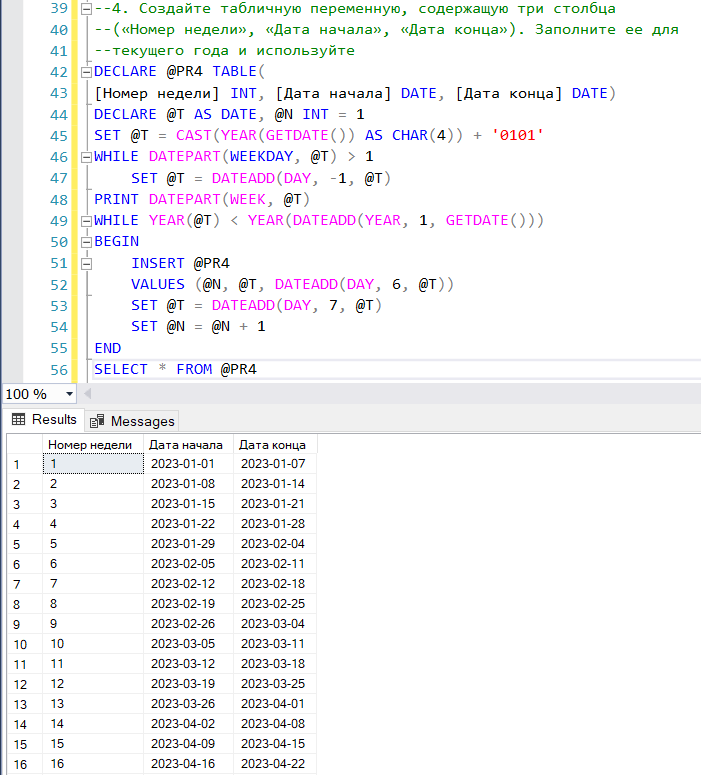 39 --4. Создайте табличную переменную, содержащую три столбца
40 --(«Номер недели», «Дата начала», «Дата конца»). Заполните ее для
41 --текущего года и используйте
42 DECLARE @PR4 TABLE(
43 [Номер недели] INT, [Дата начала] DATE, [Дата конца] DATE)
44 DECLARE @T AS DATE, @N INT = 1
45 SET @T = CAST(YEAR(GETDATE()) AS CHAR(4)) + '0101'
46 WHILE DATEPART(WEEKDAY, @T) > 1
47 SET @T = DATEADD(DAY, -1, @T)
48 PRINT DATEPART(WEEK, @T)
49 WHILE YEAR(@T) < YEAR(DATEADD(YEAR, 1, GETDATE()))
50 BEGIN
51 INSERT @PR4
52 VALUES (@N, @T, DATEADD(DAY, 6, @T))
53 SET @T = DATEADD(DAY, 7, @T)
54 SET @N = @N + 1
55 END
56 SELECT * FROM @PR4
100 %
Results Messages
Номер недели Дата начала Дата конца
1 1 2023-01-01 2023-01-07
2 2 2023-01-08 2023-01-14
3 3 2023-01-15 2023-01-21
4 4 2023-01-22 2023-01-28
5 5 2023-01-29 2023-02-04
6 6 2023-02-05 2023-02-11
7 7 2023-02-12 2023-02-18
8 8 2023-02-19 2023-02-25
9 9 2023-02-26 2023-03-04
10 10 2023-03-05 2023-03-11
11 11 2023-03-12 2023-03-18
12 12 2023-03-19 2023-03-25
13 13 2023-03-26 2023-04-01
14 14 2023-04-02 2023-04-08
15 15 2023-04-09 2023-04-15
16 16 2023-04-16 2023-04-22